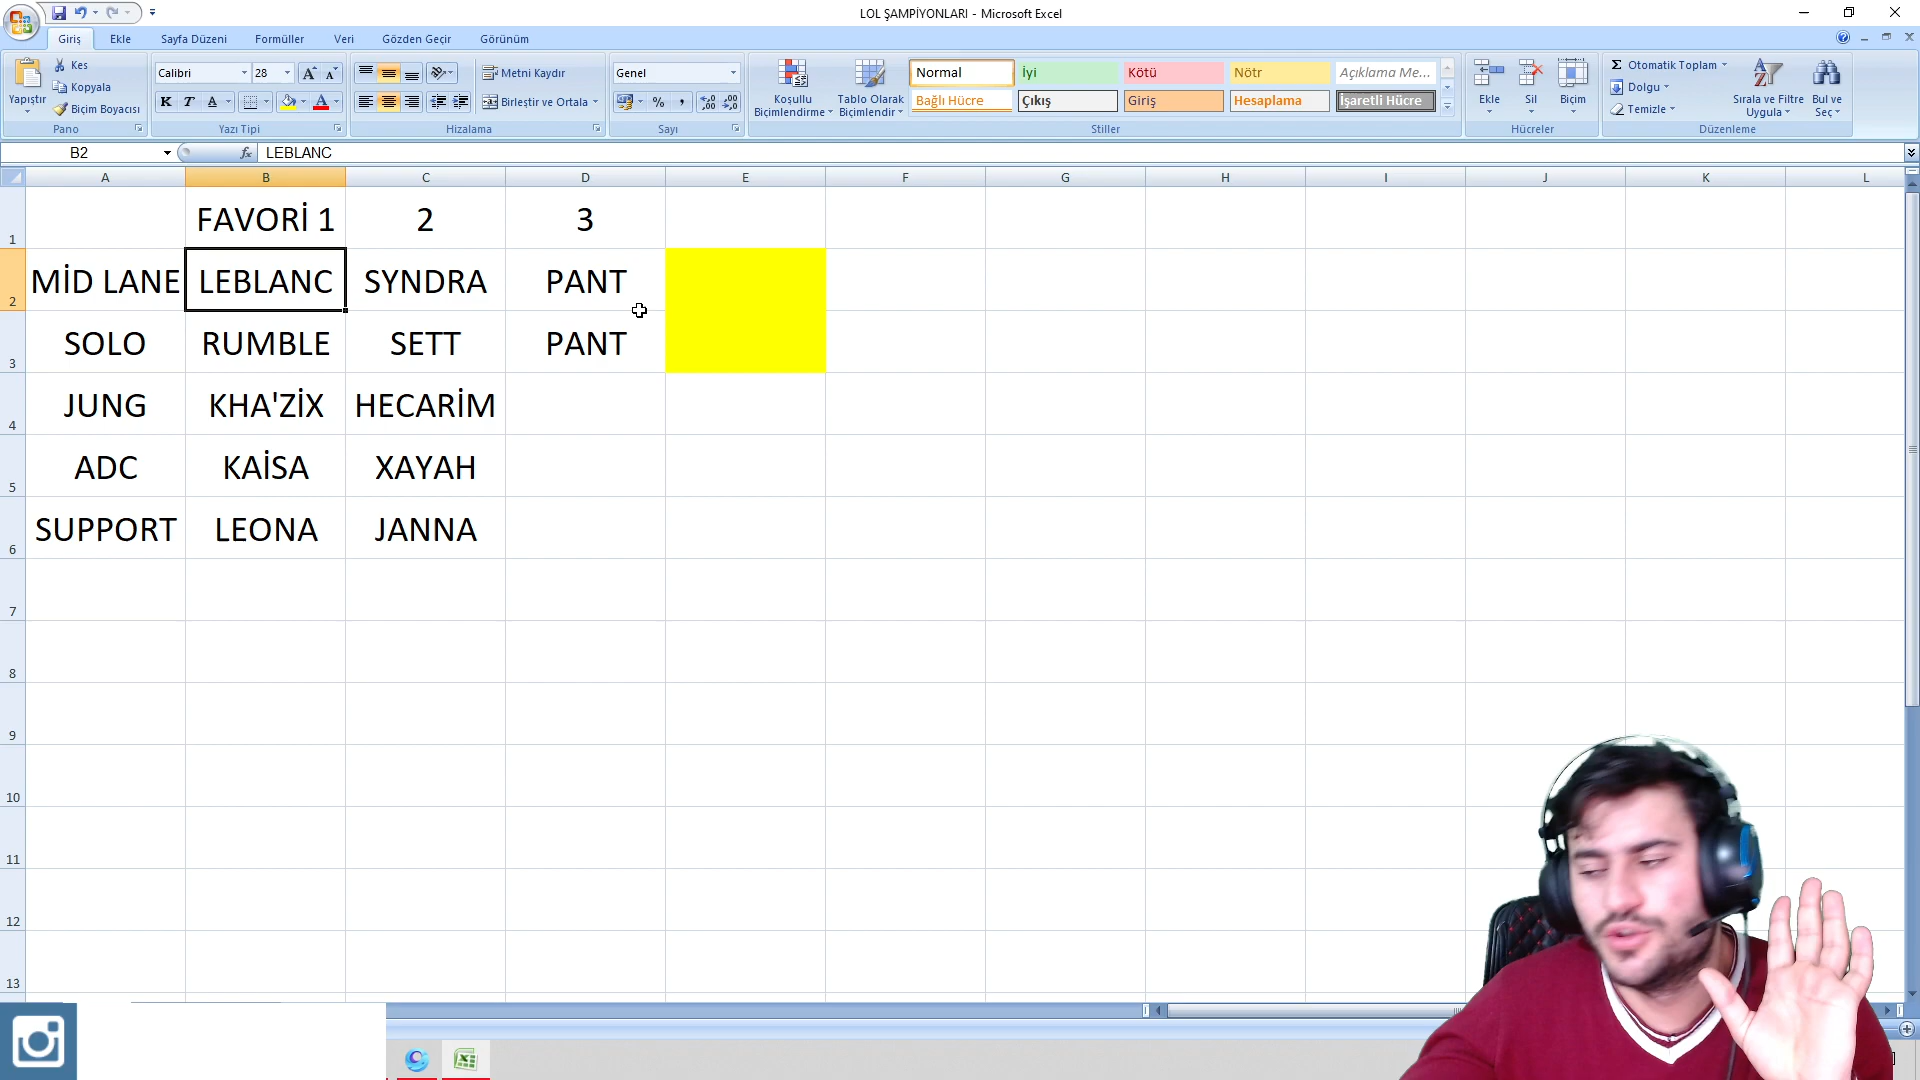 LOL ŞAMPİYONLARI - Microsoft Excel
Giriş Ekle Sayfa Düzeni Formüller Veri Gözden Geçir Görünüm
Yapıştır
Kes
Kopyala
Biçim Boyacısı
Pano
Calibri 28
K T A
Yazı Tipi
Metni Kaydır
Birleştir ve Ortala
Hizalama
Genel
%
Sayı
Koşullu Biçimlendirme
Tablo Olarak Biçimlendir
Normal İyi Kötü Nötr Açıklama Me...
Bağlı Hücre Çıkış Giriş Hesaplama İşaretli Hücre
Stiller
Ekle Sil Biçim
Hücreler
Σ Otomatik Toplam
Dolgu
Temizle
Sırala ve Filtre Uygula
Bul ve Seç
Düzenleme
B2 fx LEBLANC
A B C D E F G H I J K L
1 FAVORİ 1 2 3
2 MİD LANE LEBLANC SYNDRA PANT
3 SOLO RUMBLE SETT PANT
4 JUNG KHA'ZİX HECARİM
5 ADC KAİSA XAYAH
6 SUPPORT LEONA JANNA
7
8
9
10
11
12
13